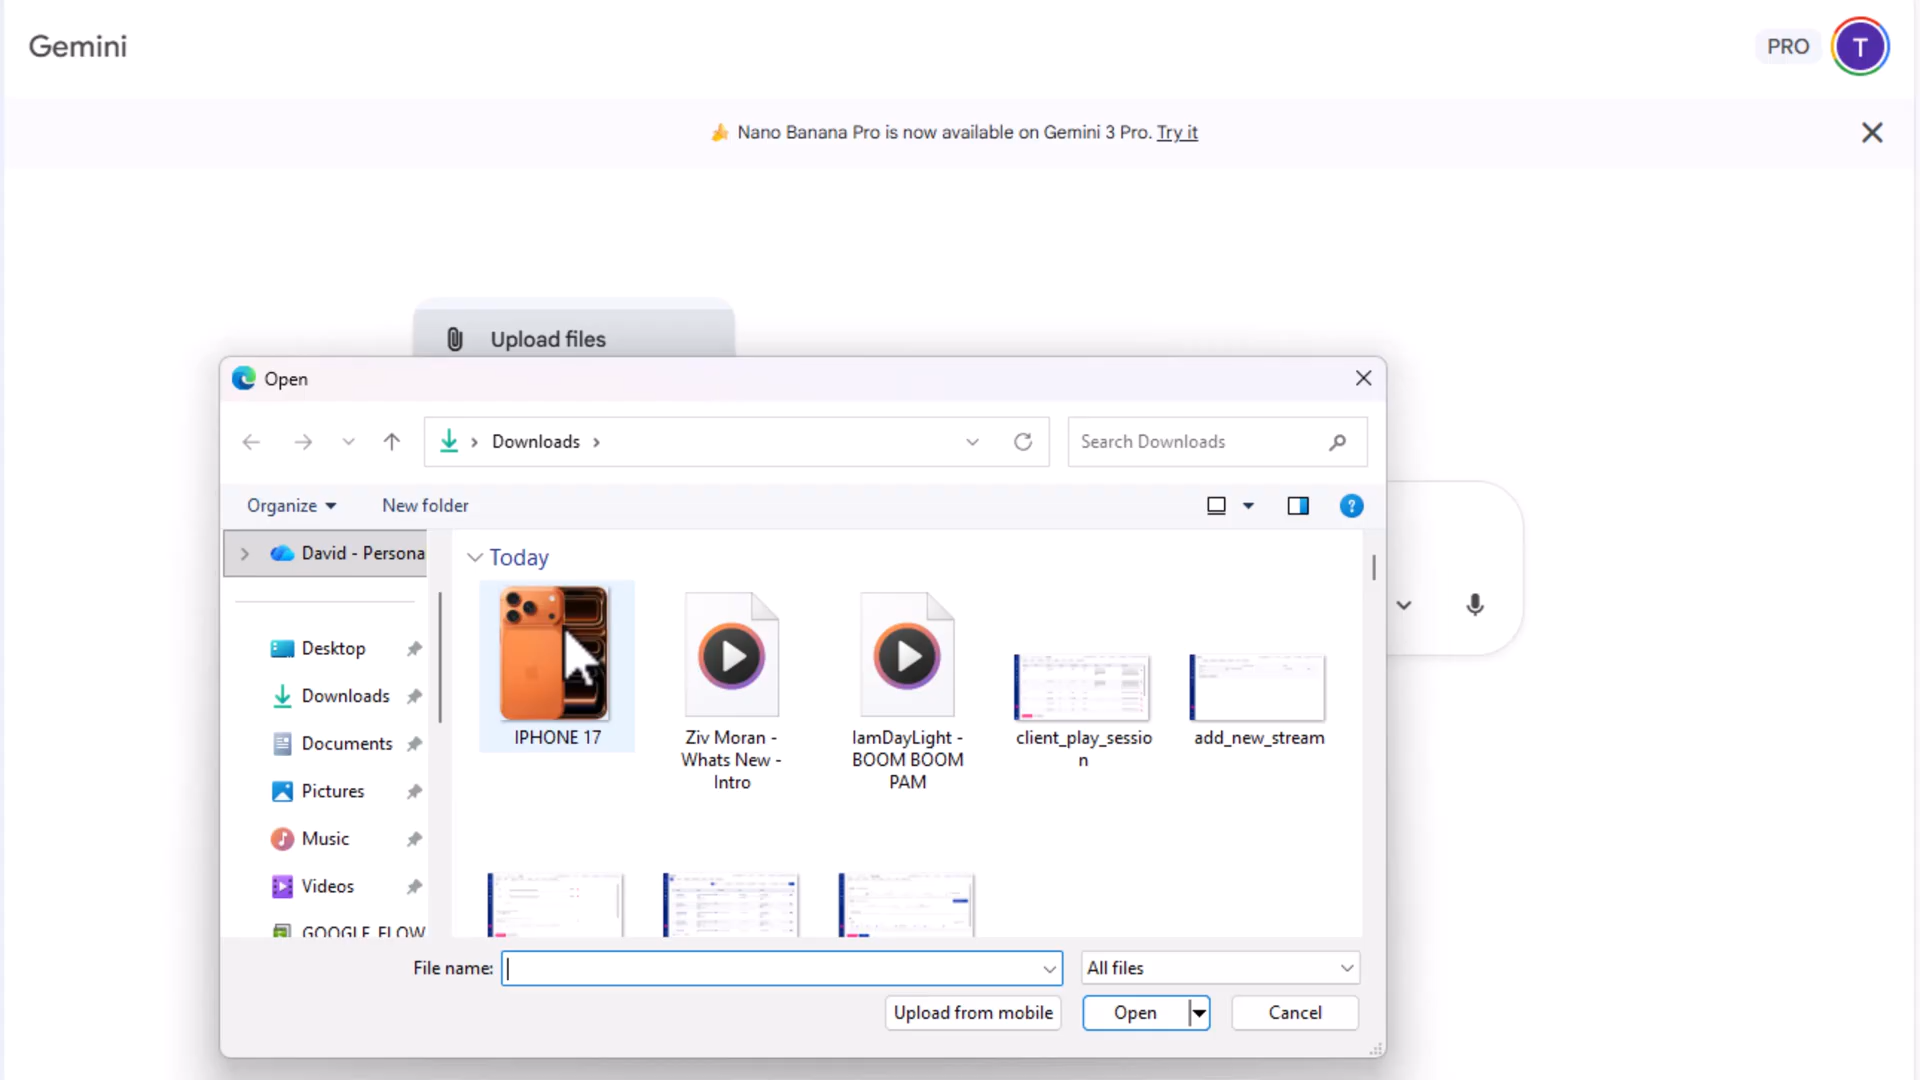 Gemini
PRO
T
Nano Banana Pro is now available on Gemini 3 Pro. Try it
Upload files
Open
Downloads
Search Downloads
Organize
New folder
?
David - Persona
Today
Desktop
Downloads
Documents
Pictures
Music
Videos
GOOGLE FLOW
IPHONE 17
Ziv Moran -
Whats New -
Intro
IamDayLight -
BOOM BOOM
PAM
client_play_sessio
n
add_new_stream
File name:
All files
Upload from mobile
Open
Cancel